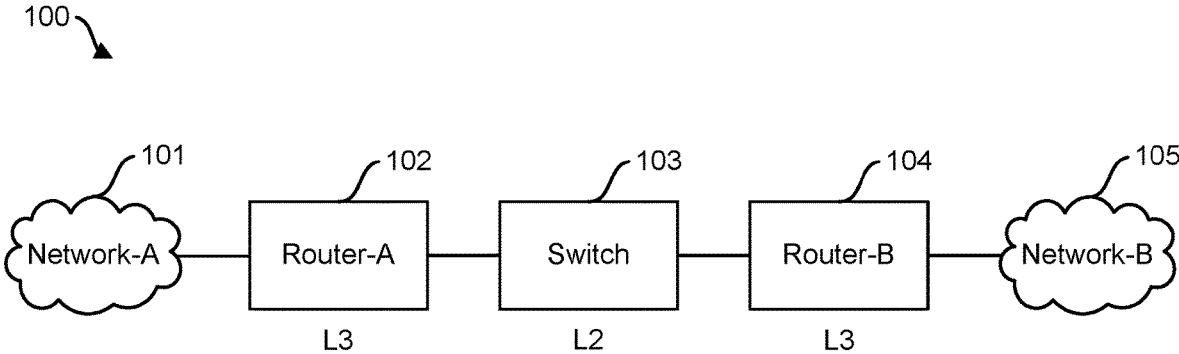 100
101
102
103
104
105
Network-A
Router-A
Switch
Router-B
Network-B
L3
L2
L3